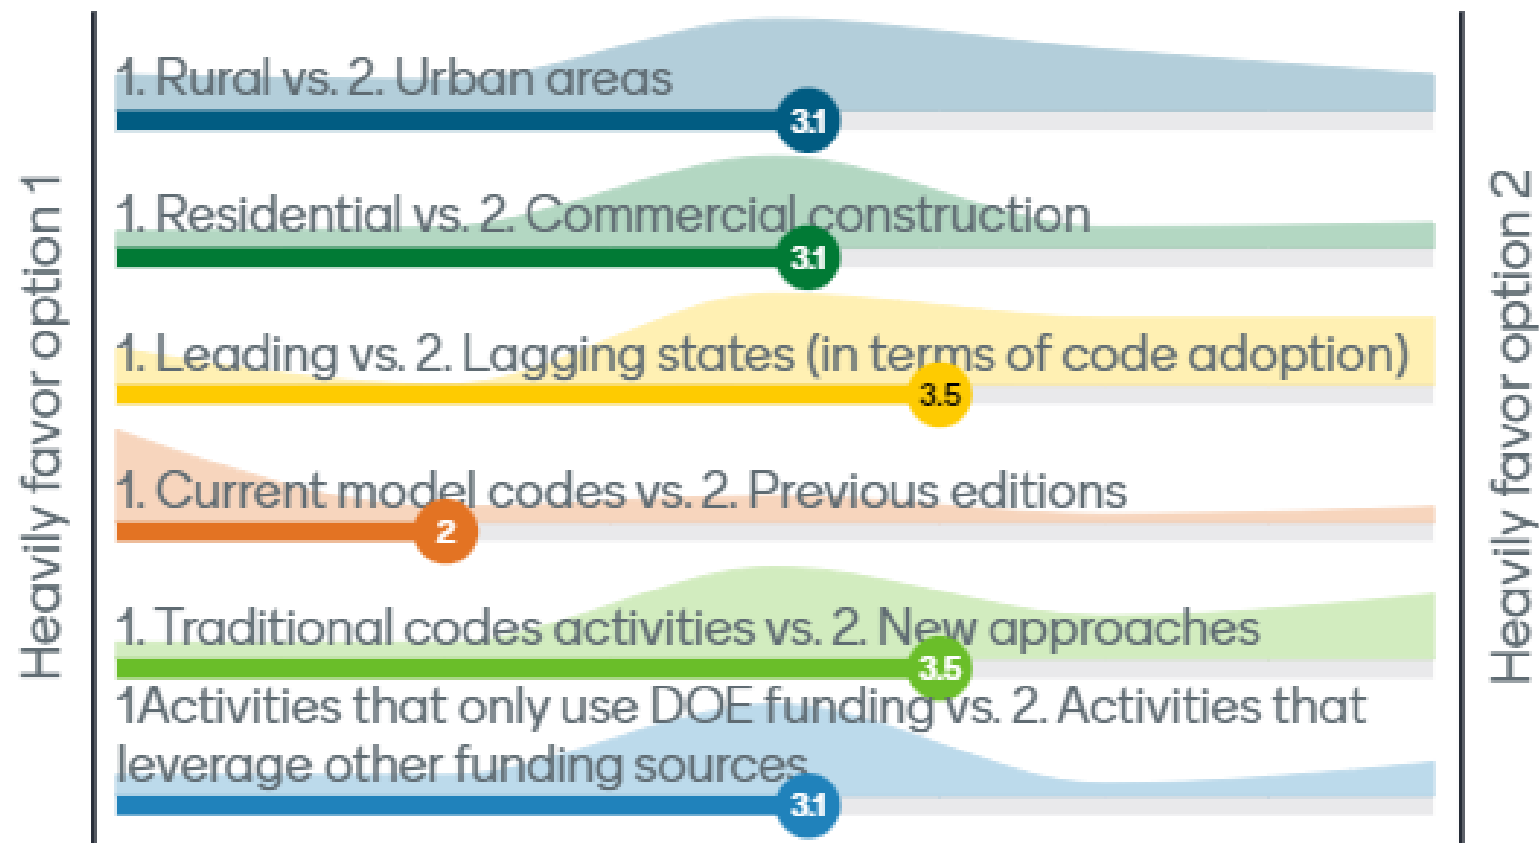 1. Rural vs. 2. Urban areas
3.1
1. Residential vs. 2. Commercial construction
3.1
1. Leading vs. 2. Lagging states (in terms of code adoption)
3.5
1. Current model codes vs. 2. Previous editions
2
1. Traditional codes activities vs. 2. New approaches
3.5
1Activities that only use DOE funding vs. 2. Activities that
leverage other funding sources
3.1
Heavily favor option 1
Heavily favor option 2